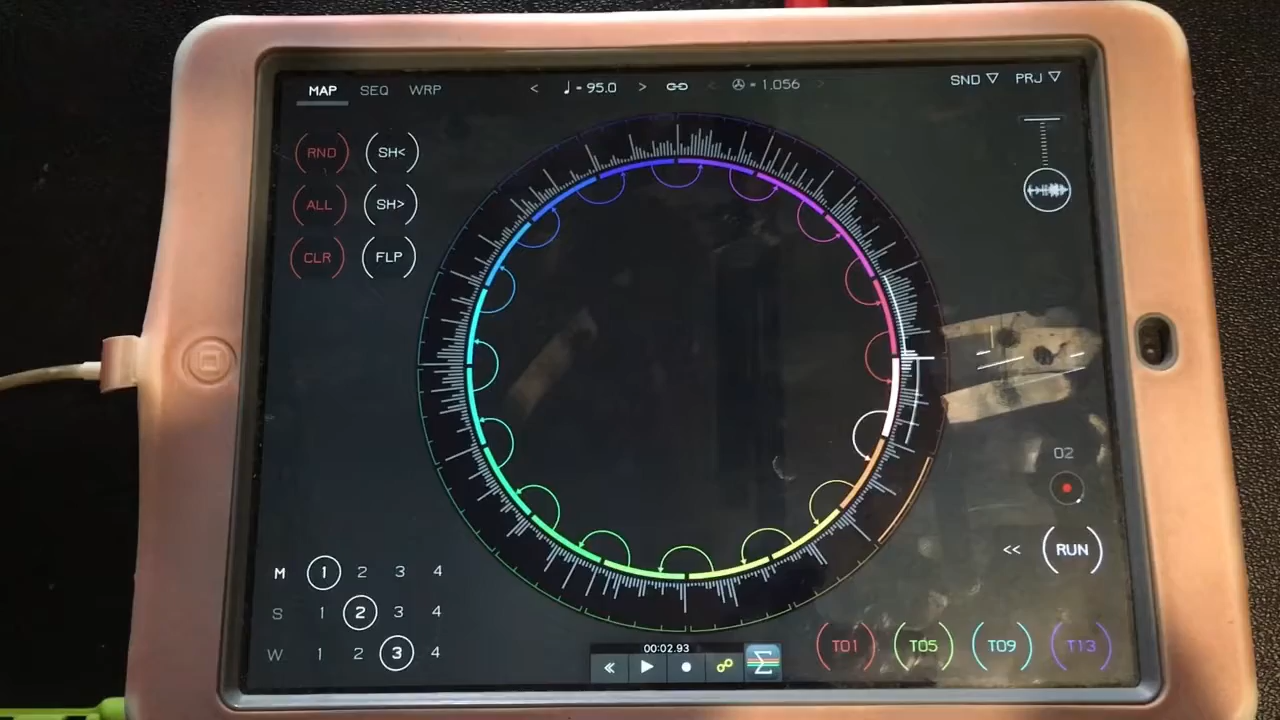 MAP SEQ WRP < ♩ = 95.0 > < = 1.056 > SND ▽ PRJ ▽
RND SH<
ALL SH>
CLR FLP
02
<< RUN
M 1 2 3 4
S 1 2 3 4
W 1 2 3 4
T01 T05 T09 T13
00:02.93
Σ